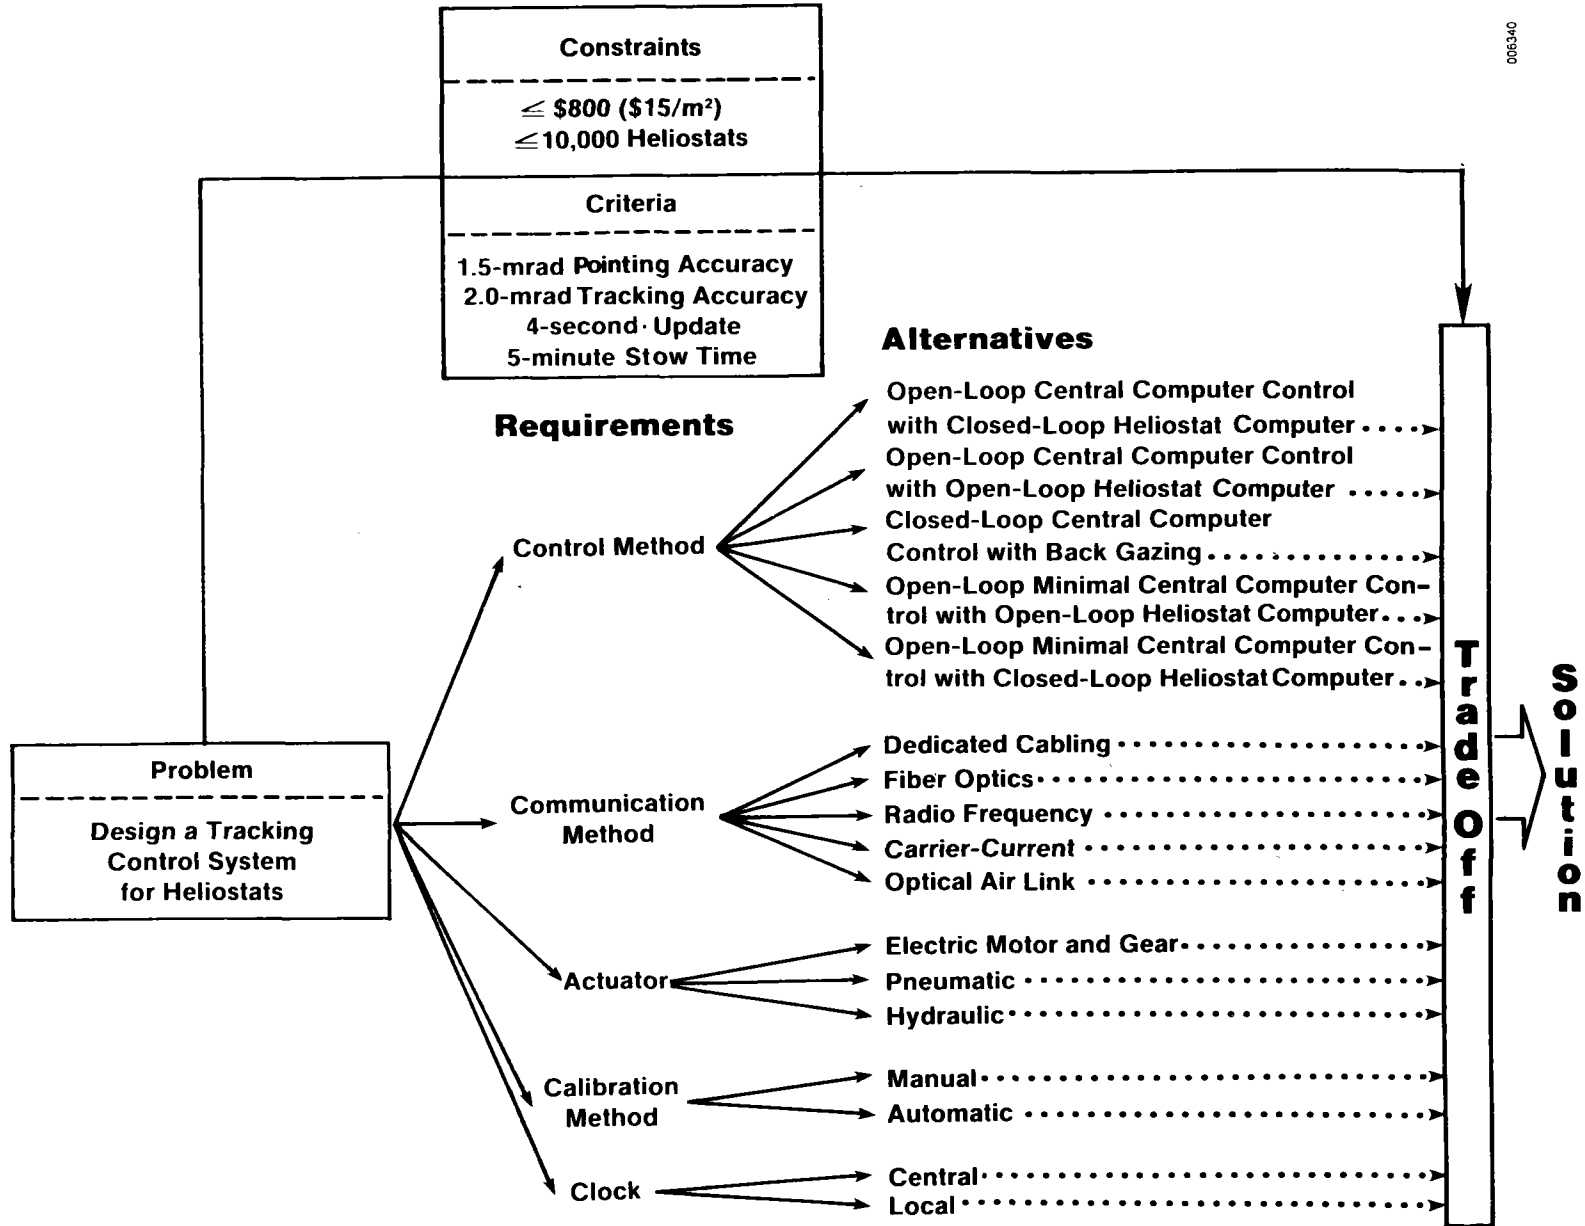 006340
Constraints
≤ $800 ($15/m²)
≤10,000 Heliostats
Criteria
1.5-mrad Pointing Accuracy
2.0-mrad Tracking Accuracy
4-second Update
5-minute Stow Time
Requirements
Alternatives
Problem
Design a Tracking
Control System
for Heliostats
Control Method
Open-Loop Central Computer Control
with Closed-Loop Heliostat Computer
Open-Loop Central Computer Control
with Open-Loop Heliostat Computer
Closed-Loop Central Computer
Control with Back Gazing
Open-Loop Minimal Central Computer Con-
trol with Open-Loop Heliostat Computer
Open-Loop Minimal Central Computer Con-
trol with Closed-Loop Heliostat Computer
Communication
Method
Dedicated Cabling
Fiber Optics
Radio Frequency
Carrier-Current
Optical Air Link
Actuator
Electric Motor and Gear
Pneumatic
Hydraulic
Calibration
Method
Manual
Automatic
Clock
Central
Local
Trade Off
Solution